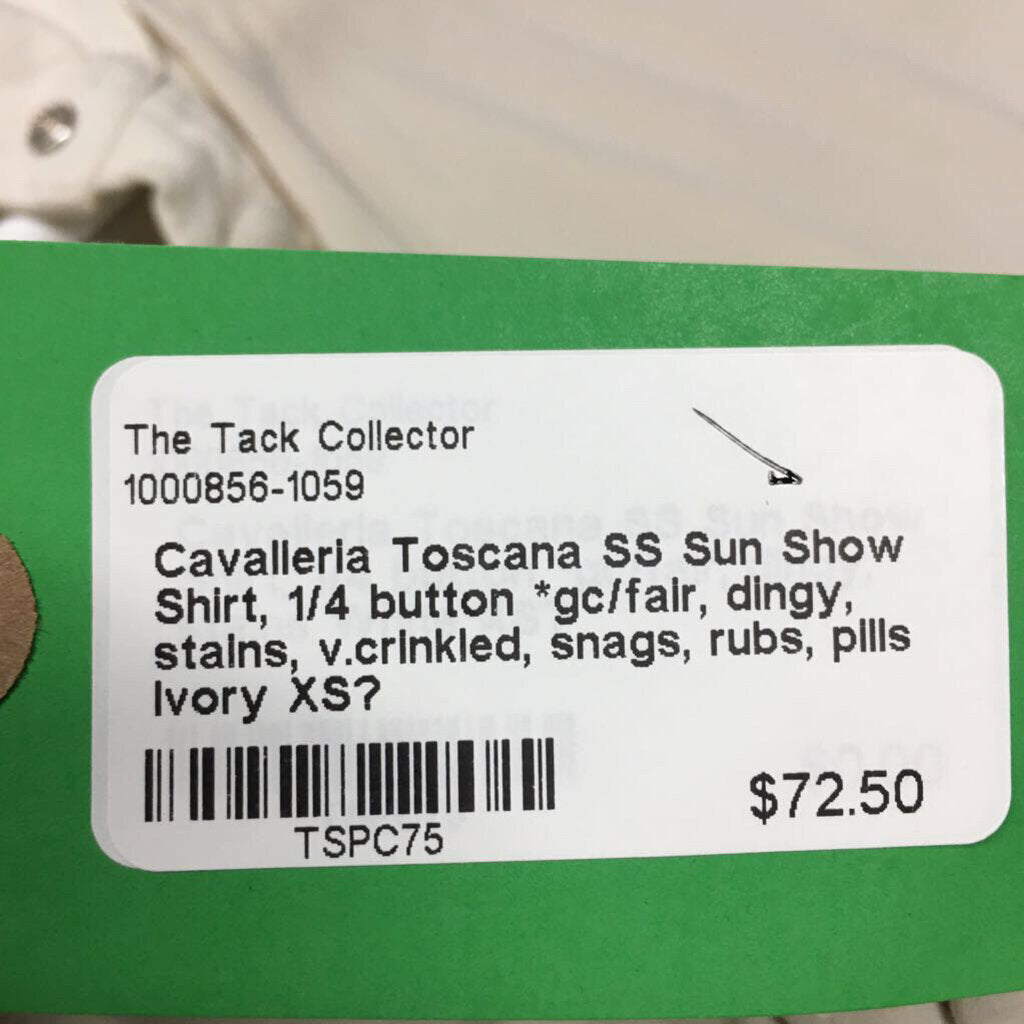 The Tack Collector
1000856-1059
Cavalleria Toscana SS Sun Show
Shirt, 1/4 button *gc/fair, dingy,
stains, v.crinkled, snags, rubs, pills
Ivory XS?
TSPC75
$72.50